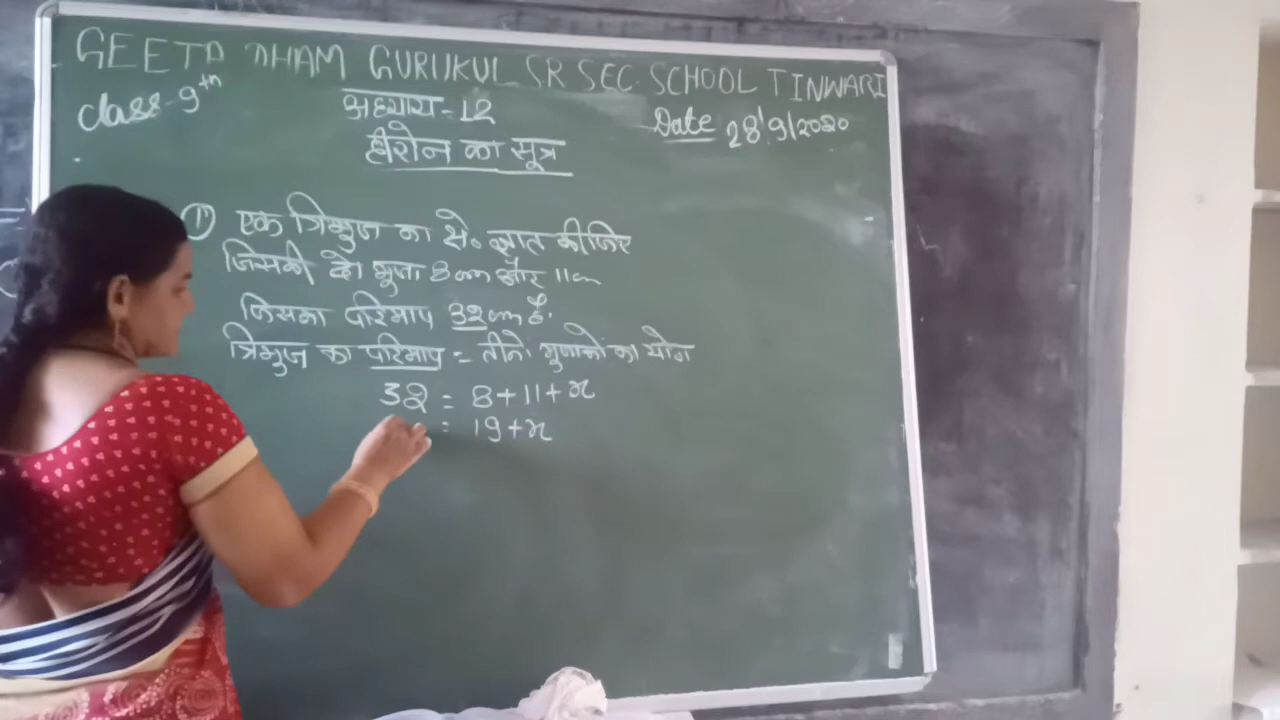 GEETA DHAM GURUKUL SR SEC. SCHOOL TINWARI
class-9th
अध्याय-12
Date 28/9/2020
हीरोन का सूत्र
① एक त्रिभुज का क्षे० ज्ञात कीजिए
जिसकी दो भुजा 8cm और 11cm
जिसका परिमाप 32cm है.
त्रिभुज का परिमाप = तीनो भुजाओ का योग
32 = 8+11+x
= 19+x